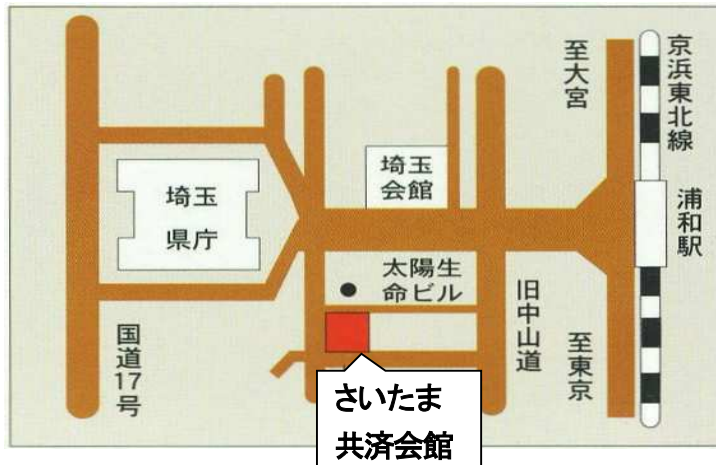 至大宮
京浜東北線
埼玉
会館
埼玉
県庁
浦和駅
太陽生
命ビル
旧中山道
国道17号
至東京
さいたま
共済会館